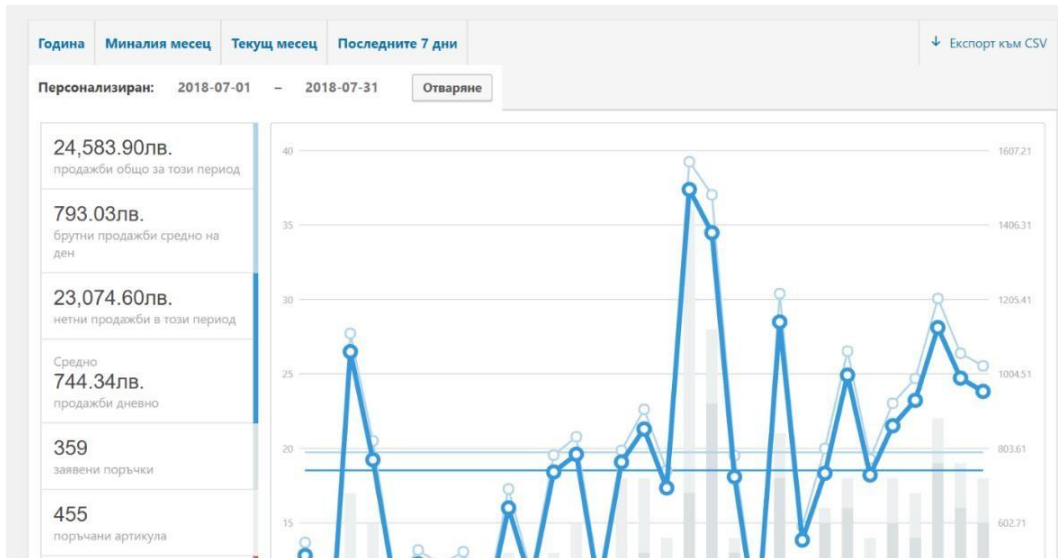 Година Миналия месец Текущ месец Последните 7 дни ↓ Експорт към CSV
Персонализиран: 2018-07-01 – 2018-07-31 Отваряне
24,583.90лв.
продажби общо за този период
793.03лв.
брутни продажби средно на
ден
23,074.60лв.
нетни продажби в този период
Средно
744.34лв.
продажби дневно
359
заявени поръчки
455
поръчани артикула
40 1607.21
35 1406.31
30 1205.41
25 1004.51
20 803.61
15 602.71